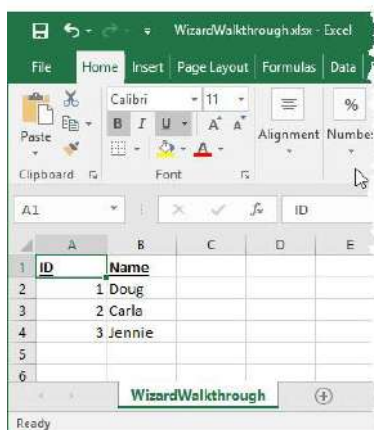 WizardWalkthrough.xlsx - Excel
File Home Insert Page Layout Formulas Data
Paste
Calibri 11
B I U A A
A
Alignment
%
Number
Clipboard Font
A1 fx ID
A B C D E
1 ID Name
2 1 Doug
3 2 Carla
4 3 Jennie
5
6
WizardWalkthrough
Ready